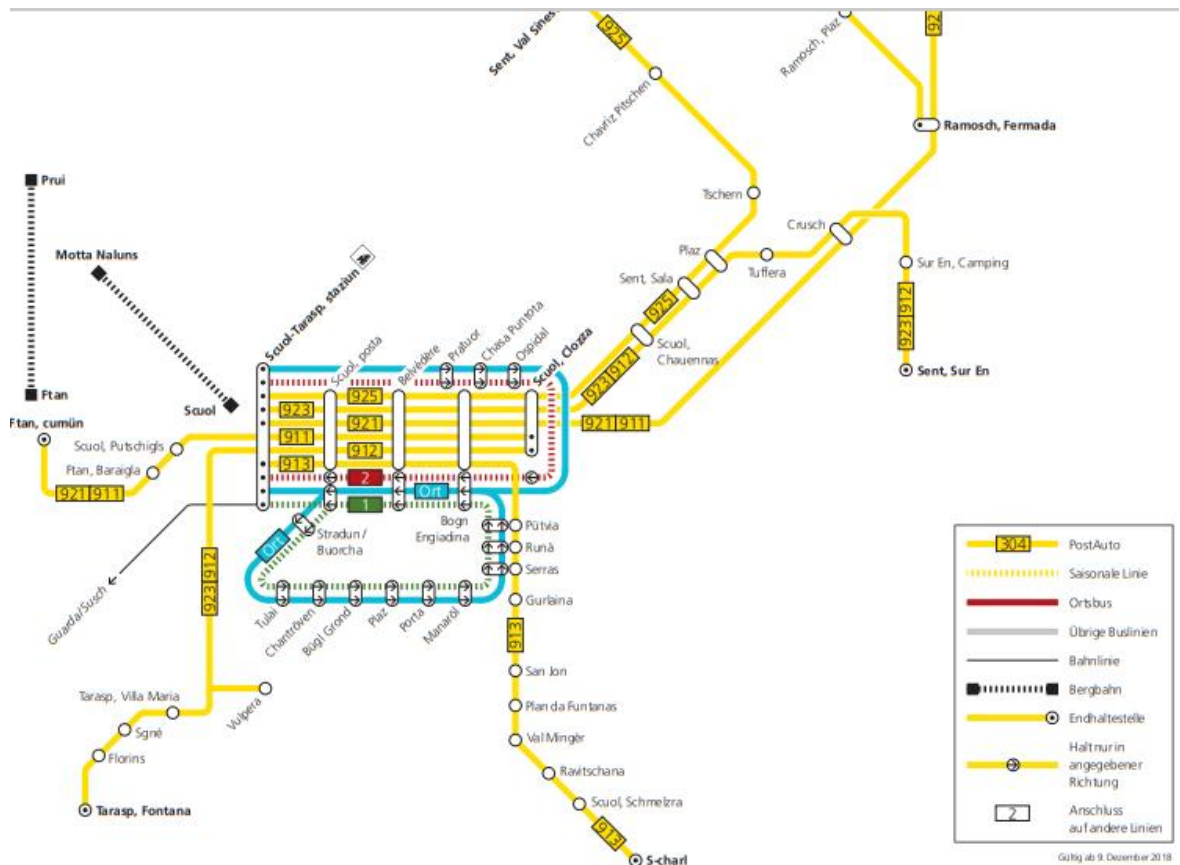 925
92
Sent, Val Sines
Ramosch, Plaz
Chavriz Pitschen
Ramosch, Fermada
Prui
Tschern
Crusch
Motta Naluns
Scuol-Tarasp, staziun
Plaz
Tuffera
Sur En, Camping
Sent, Sala
925
923 912
Scuol, posta
Belvédère
Pratuor
Chasa Puntota
Ospidal
Scuol, Clozza
Scuol,
Chauennas
923 912
Sent, Sur En
Ftan
Scuol
925
923
921
911
912
913
2
Ort
1
921 911
Ftan, cumün
Scuol, Putschigls
Ftan, Baraigla
921 911
Stradun /
Buorcha
Bogn
Engiadina
Ort
Pütvia
Runà
Serras
Gurlaina
Guarda/Susch
923 912
Tulai
Chantröven
Bügl Grond
Plaz
Porta
Manaröl
913
San Jon
Plan da Funtanas
Val Mingèr
Ravitschana
Scuol, Schmelzra
913
S-charl
Tarasp, Villa Maria
Vulpera
Sgnè
Florins
Tarasp, Fontana
304
PostAuto
Saisonale Linie
Ortsbus
Übrige Buslinien
Bahnlinie
Bergbahn
Endhaltestelle
Halt nur in
angegebener
Richtung
2
Anschluss
auf andere Linien
Gültig ab 9. Dezember 2018